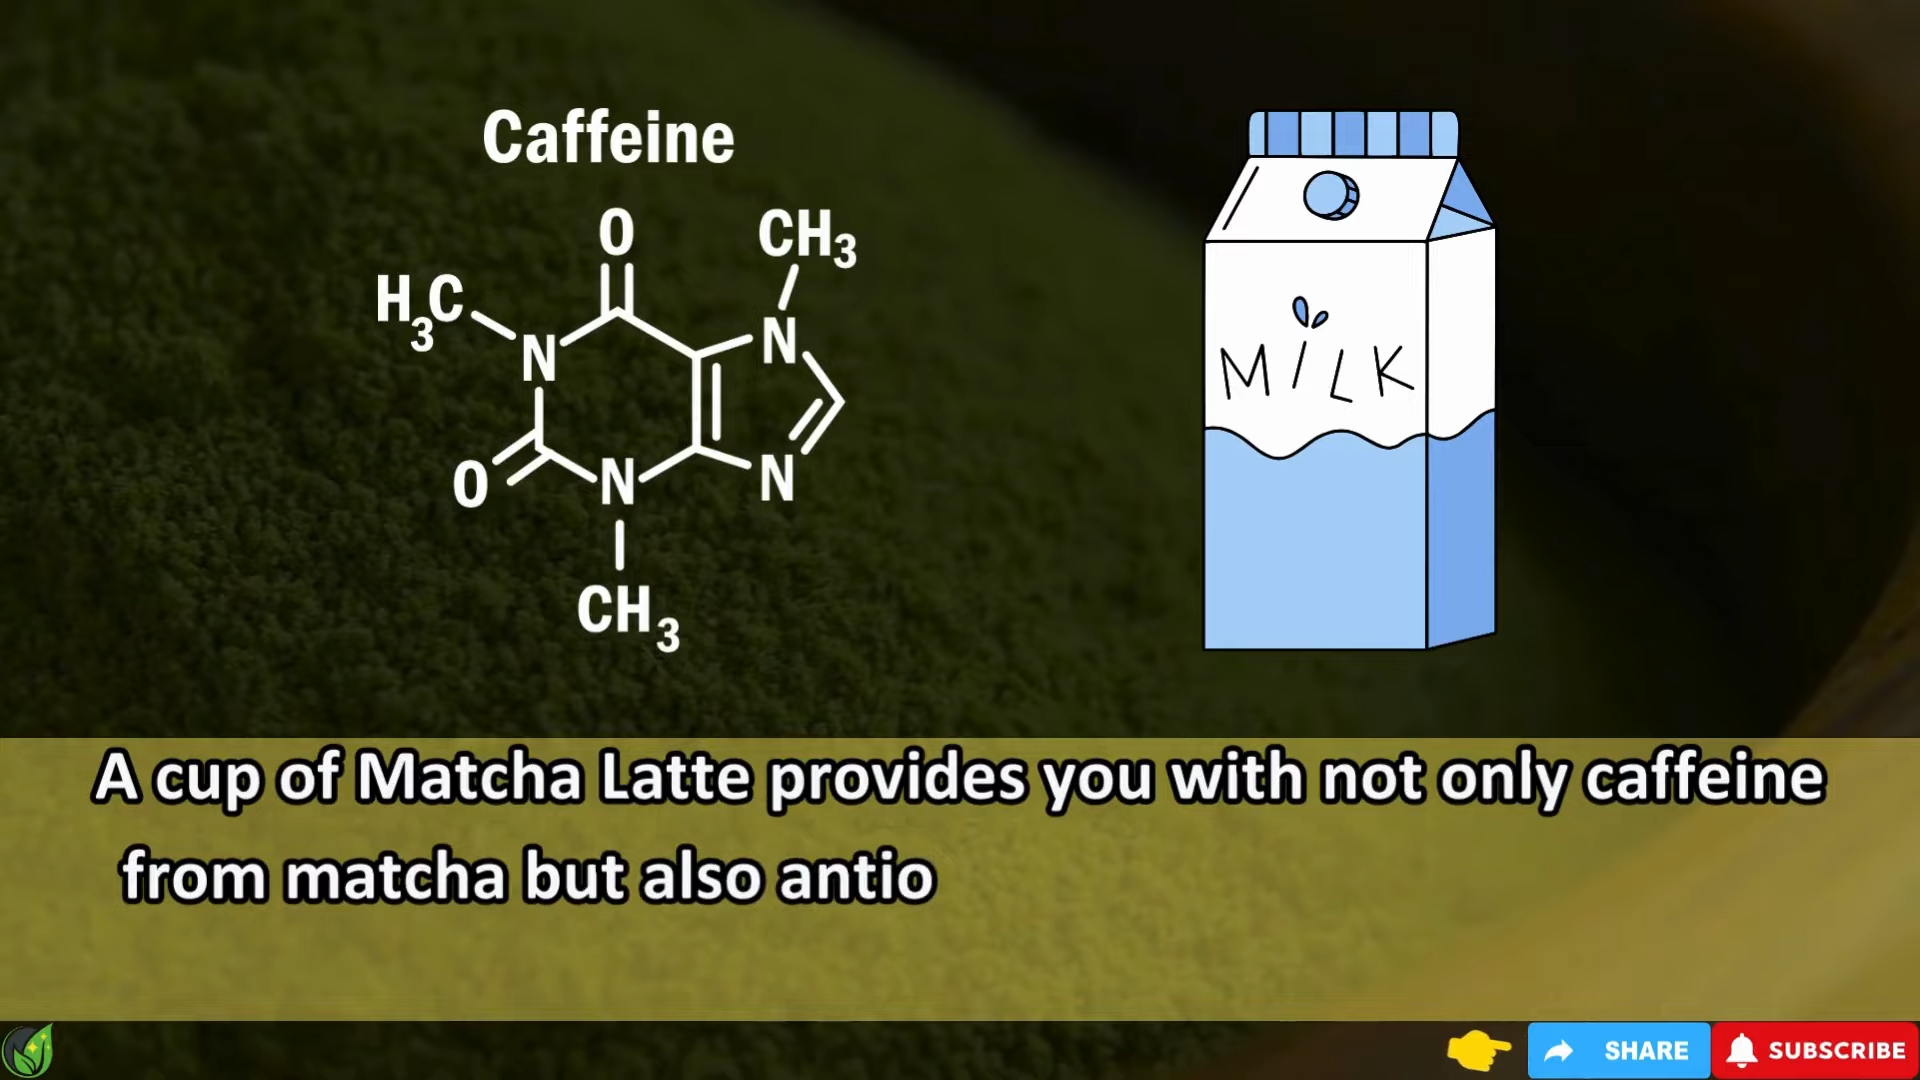 Caffeine
O
CH3
H3C
N
N
O
N
N
CH3
MILK
A cup of Matcha Latte provides you with not only caffeine
from matcha but also antio
SHARE
SUBSCRIBE